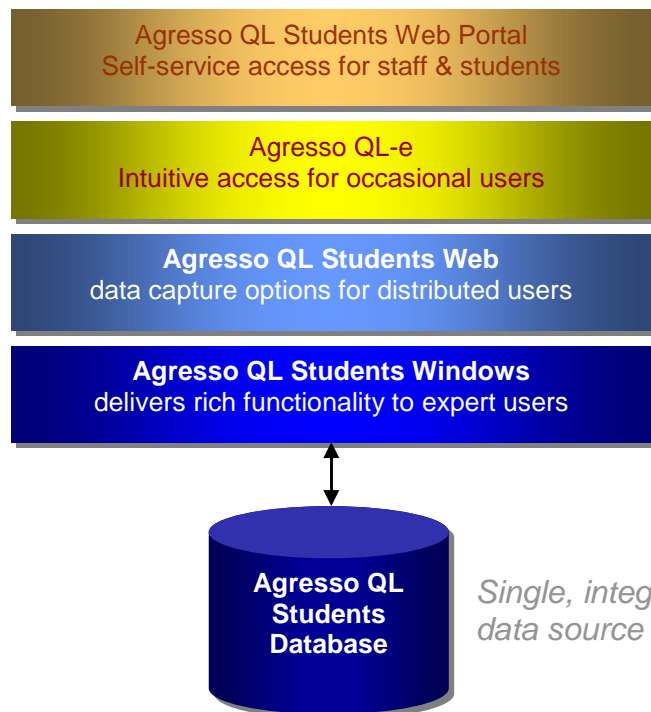 Agresso QL Students Web Portal
Self-service access for staff & students
Agresso QL-e
Intuitive access for occasional users
Agresso QL Students Web
data capture options for distributed users
Agresso QL Students Windows
delivers rich functionality to expert users
Agresso QL
Students
Database
Single, integ
data source